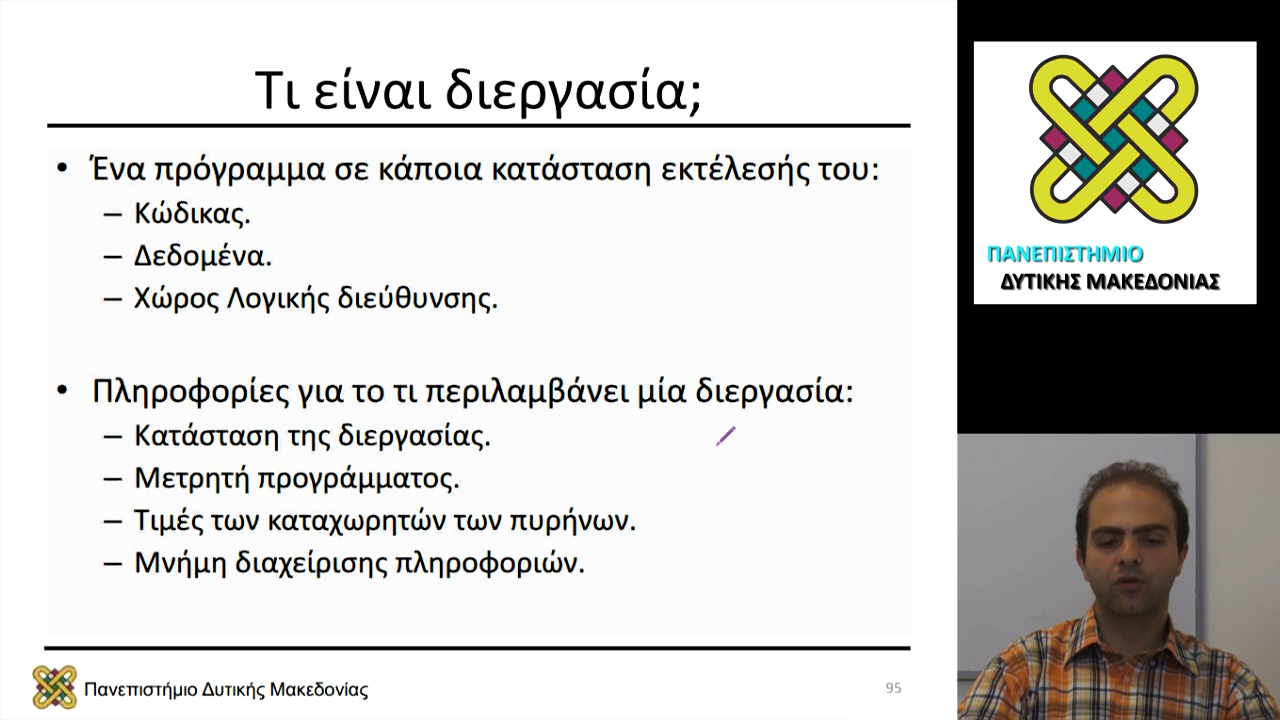 Τι είναι διεργασία;
• Ένα πρόγραμμα σε κάποια κατάσταση εκτέλεσής του:
– Κώδικας.
– Δεδομένα.
– Χώρος Λογικής διεύθυνσης.
• Πληροφορίες για το τι περιλαμβάνει μία διεργασία:
– Κατάσταση της διεργασίας.
– Μετρητή προγράμματος.
– Τιμές των καταχωρητών των πυρήνων.
– Μνήμη διαχείρισης πληροφοριών.
Πανεπιστήμιο Δυτικής Μακεδονίας
95
ΠΑΝΕΠΙΣΤΗΜΙΟ
ΔΥΤΙΚΗΣ ΜΑΚΕΔΟΝΙΑΣ